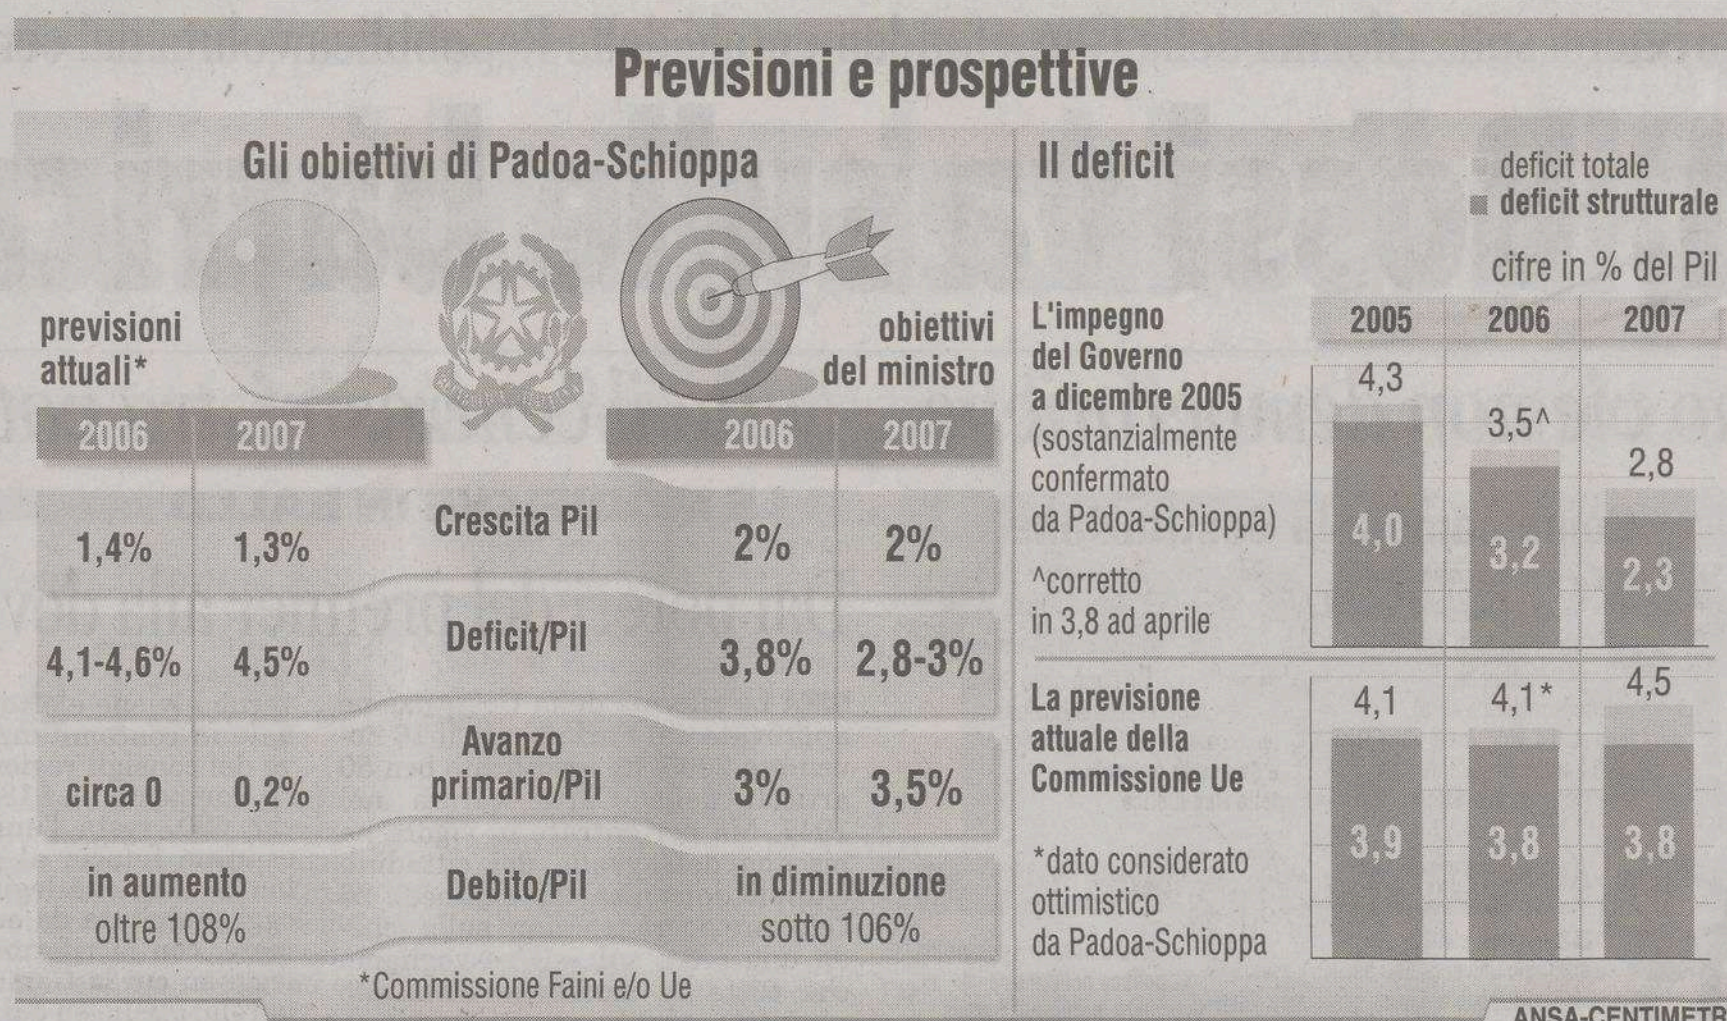 Previsioni e prospettive
Gli obiettivi di Padoa-Schioppa
previsioni
attuali*
obiettivi
del ministro
2006 2007 2006 2007
1,4% 1,3% Crescita Pil 2% 2%
4,1-4,6% 4,5% Deficit/Pil 3,8% 2,8-3%
Avanzo
circa 0 0,2% primario/Pil 3% 3,5%
in aumento Debito/Pil in diminuzione
oltre 108% sotto 106%
*Commissione Faini e/o Ue
Il deficit
deficit totale
deficit strutturale
cifre in % del Pil
2005 2006 2007
L'impegno
del Governo
a dicembre 2005
(sostanzialmente
confermato
da Padoa-Schioppa)
^corretto
in 3,8 ad aprile
4,3 3,5^ 2,8
4,0 3,2 2,3
La previsione
attuale della
Commissione Ue
*dato considerato
ottimistico
da Padoa-Schioppa
4,1 4,1* 4,5
3,9 3,8 3,8
ANSA-CENTIMETR